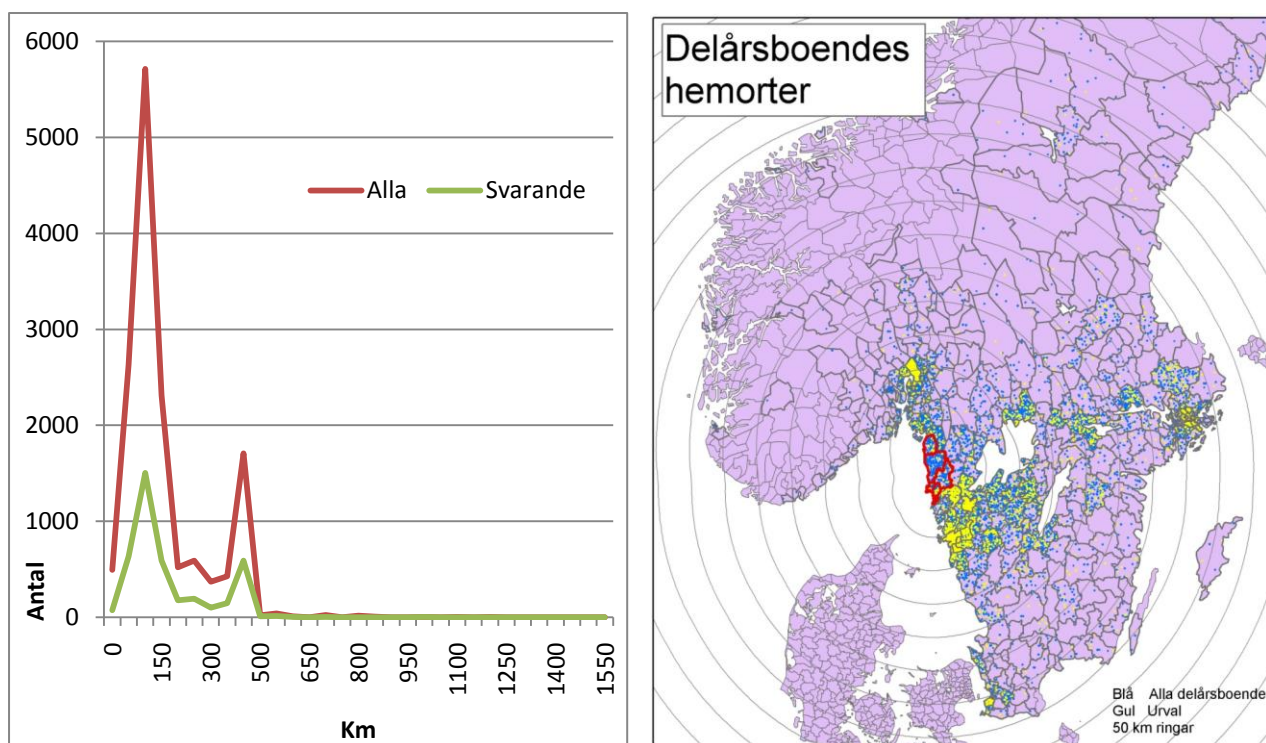 6000
5000
4000
3000
2000
1000
0
Antal
Alla
Svarande
0
150
300
500
650
800
950
1100
1250
1400
1550
Km
Delårsboendes
hemorter
Blå Alla delårsboende
Gul Urval
50 km ringar